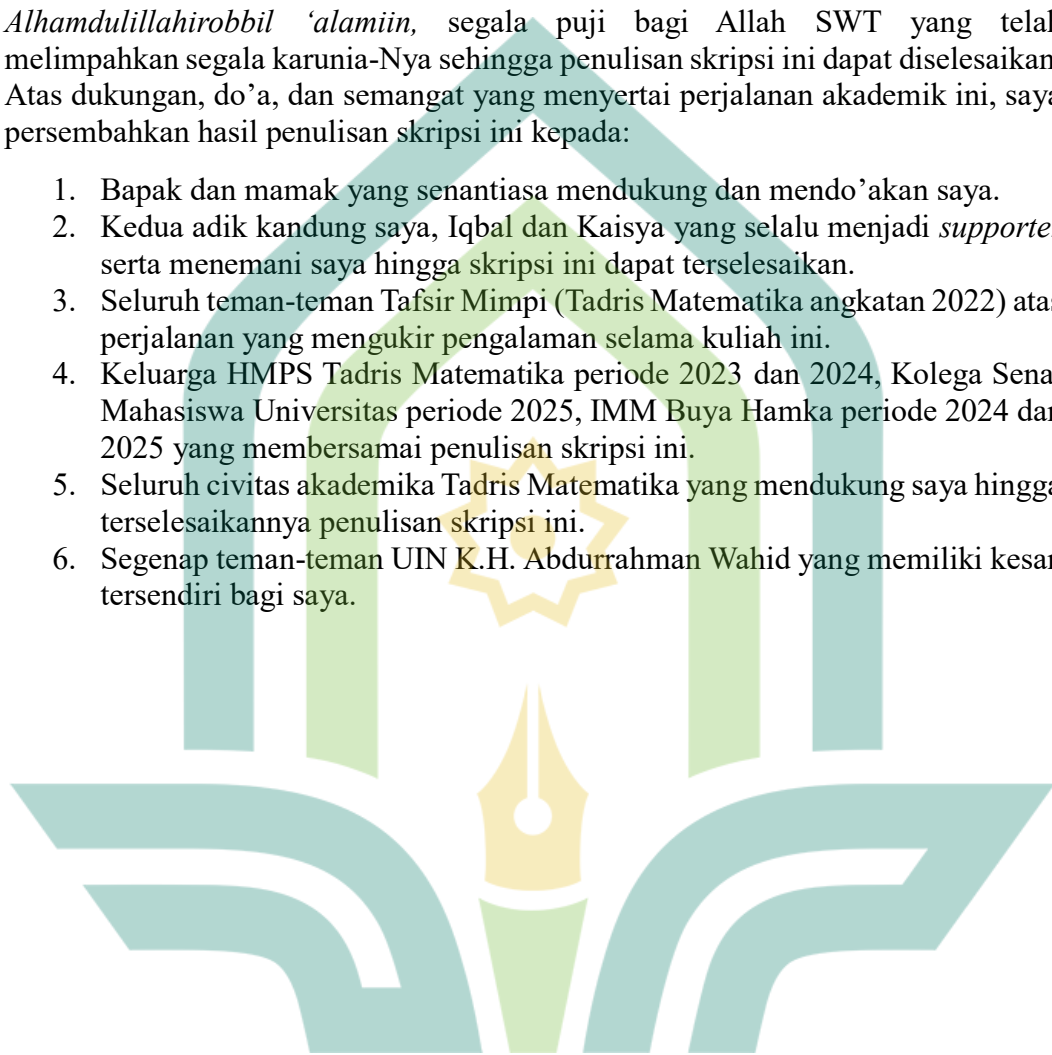 Alhamdulillahirobbil ‘alamiin, segala puji bagi Allah SWT yang telah
melimpahkan segala karunia-Nya sehingga penulisan skripsi ini dapat diselesaikan
Atas dukungan, do’a, dan semangat yang menyertai perjalanan akademik ini, saya
persembahkan hasil penulisan skripsi ini kepada:
1. Bapak dan mamak yang senantiasa mendukung dan mendo’akan saya.
2. Kedua adik kandung saya, Iqbal dan Kaisya yang selalu menjadi supporter
serta menemani saya hingga skripsi ini dapat terselesaikan.
3. Seluruh teman-teman Tafsir Mimpi (Tadris Matematika angkatan 2022) atas
perjalanan yang mengukir pengalaman selama kuliah ini.
4. Keluarga HMPS Tadris Matematika periode 2023 dan 2024, Kolega Senat
Mahasiswa Universitas periode 2025, IMM Buya Hamka periode 2024 dan
2025 yang membersamai penulisan skripsi ini.
5. Seluruh civitas akademika Tadris Matematika yang mendukung saya hingga
terselesaikannya penulisan skripsi ini.
6. Segenap teman-teman UIN K.H. Abdurrahman Wahid yang memiliki kesan
tersendiri bagi saya.